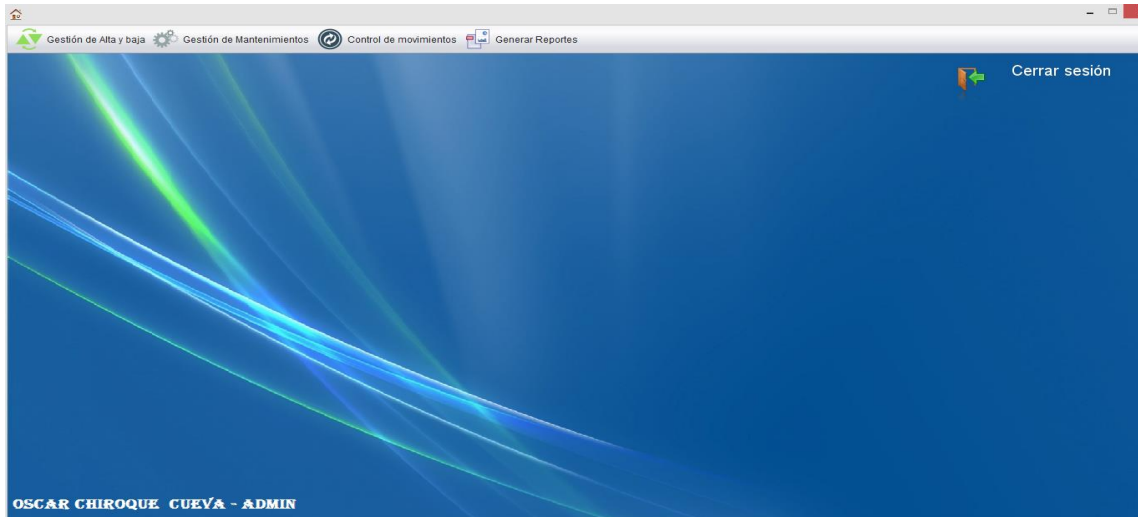 Gestión de Alta y baja Gestión de Mantenimientos Control de movimientos Generar Reportes
Cerrar sesión
OSCAR CHIROQUE CUEVA - ADMIN